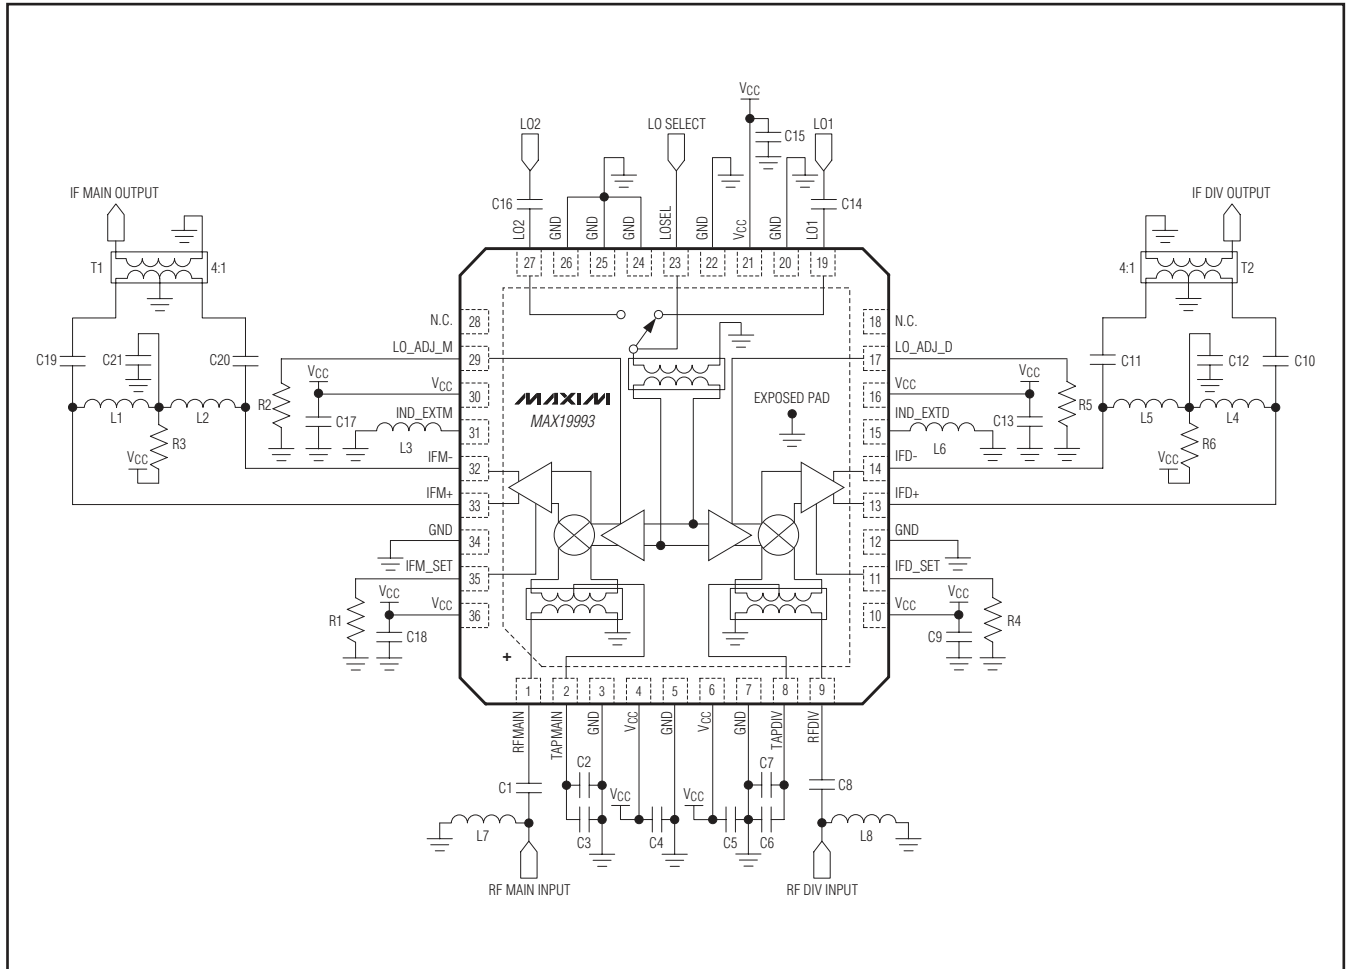 VCC
LO2
LO SELECT
C15
LO1
IF MAIN OUTPUT
IF DIV OUTPUT
C16
C14
LO2
GND
GND
GND
LOSEL
GND
VCC
GND
LO1
T1
4:1
27
26
25
24
23
22
21
20
19
4:1
T2
N.C.
28
18
N.C.
C19
C21
C20
LO_ADJ_M
29
17
LO_ADJ_D
C11
C12
C10
VCC
VCC
R2
VCC
30
MAXIM
EXPOSED PAD
16
VCC
R5
L1
L2
C17
MAX19993
C13
L5
L4
IND_EXTM
31
15
IND_EXTD
R3
L3
L6
R6
VCC
IFM-
32
14
IFD-
VCC
IFM+
33
13
IFD+
GND
34
12
GND
IFM_SET
35
11
IFD_SET
VCC
VCC
R1
VCC
36
10
VCC
R4
C18
C9
+
1
2
3
4
5
6
7
8
9
RFMAIN
TAPMAIN
GND
VCC
GND
VCC
GND
TAPDIV
RFDIV
C2
C7
C1
C8
VCC
VCC
L7
C3
C4
C5
C6
L8
RF MAIN INPUT
RF DIV INPUT